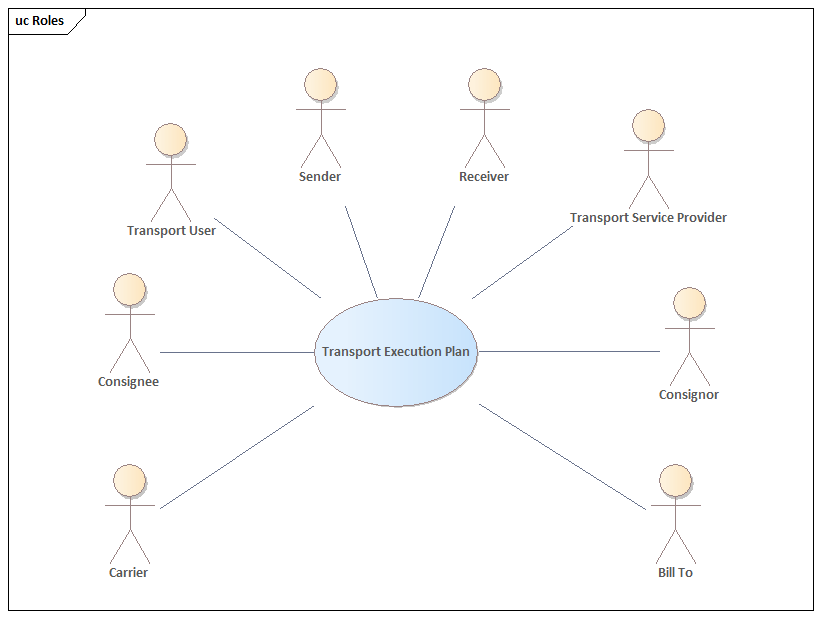 uc Roles
Sender
Receiver
Transport User
Transport Service Provider
Consignee
Transport Execution Plan
Consignor
Carrier
Bill To